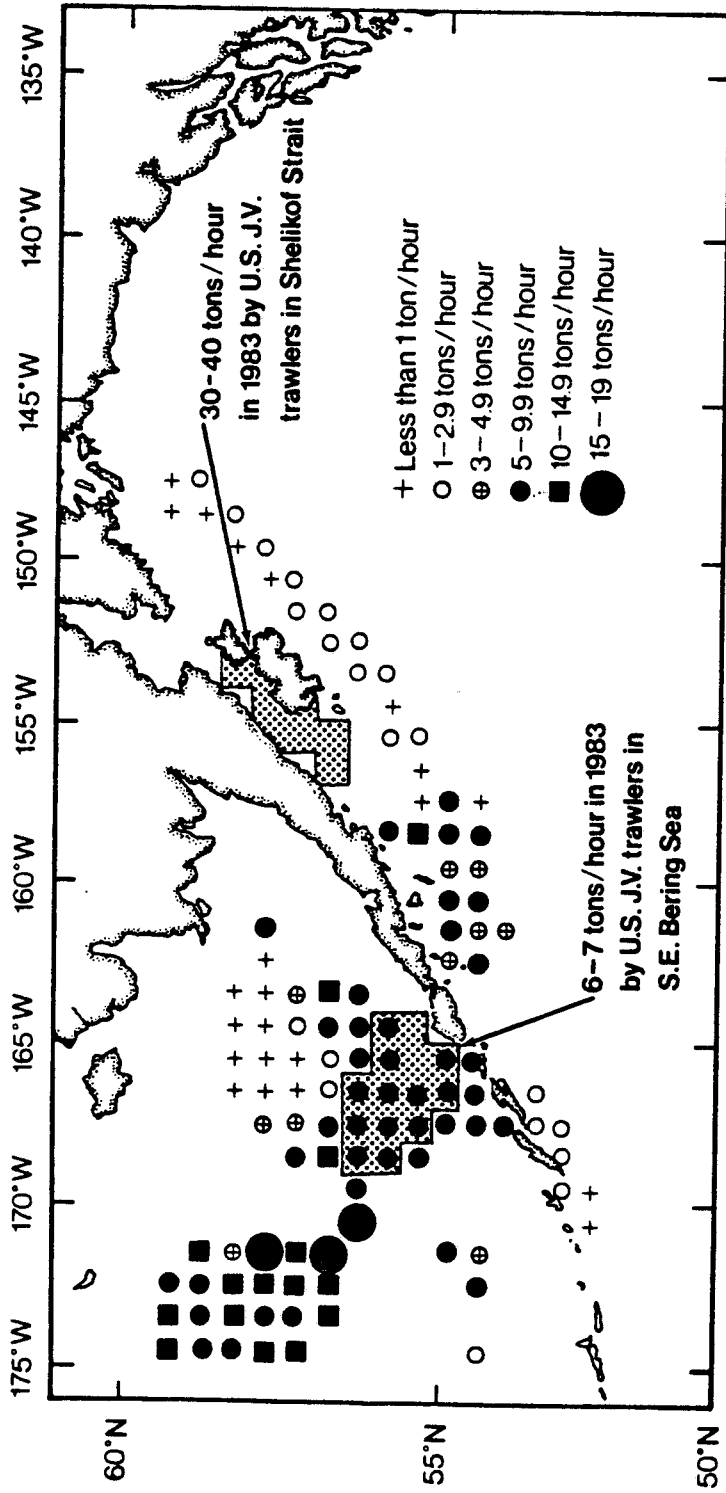 175°W
170°W
165°W
160°W
155°W
150°W
145°W
140°W
135°W
60°N
55°N
50°N
30-40 tons/hour
in 1983 by U.S. J.V.
trawlers in Shelikof Strait
6-7 tons/hour in 1983
by U.S. J.V. trawlers in
S.E. Bering Sea
+ Less than 1 ton/hour
○ 1-2.9 tons/hour
⊕ 3-4.9 tons/hour
● 5-9.9 tons/hour
■ 10-14.9 tons/hour
● 15-19 tons/hour